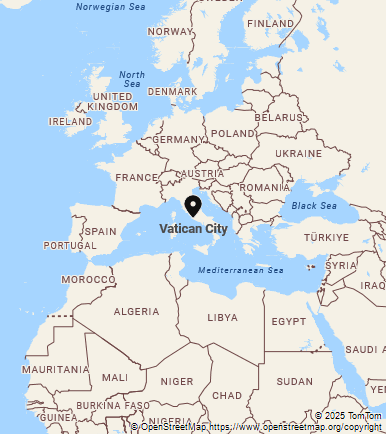 Norwegian Sea
SWEDEN
FINLAND
NORWAY
North
Sea
DENMARK
UNITED
KINGDOM
IRELAND
BELARUS
POLAND
GERMANY
UKRAINE
AUSTRIA
FRANCE
ROMANIA
Black Sea
Vatican City
SPAIN
PORTUGAL
TÜRKIYE
SYRIA
Mediterranean Sea
MOROCCO
IRAQ
ALGERIA
LIBYA
EGYPT
SAUDI A
MAURITANIA
MALI
NIGER
SUDAN
CHAD
YE
BURKINA FASO
GUINEA
NIGERIA
© 2025 TomTom
© OpenStreetMap https://www.openstreetmap.org/copyright